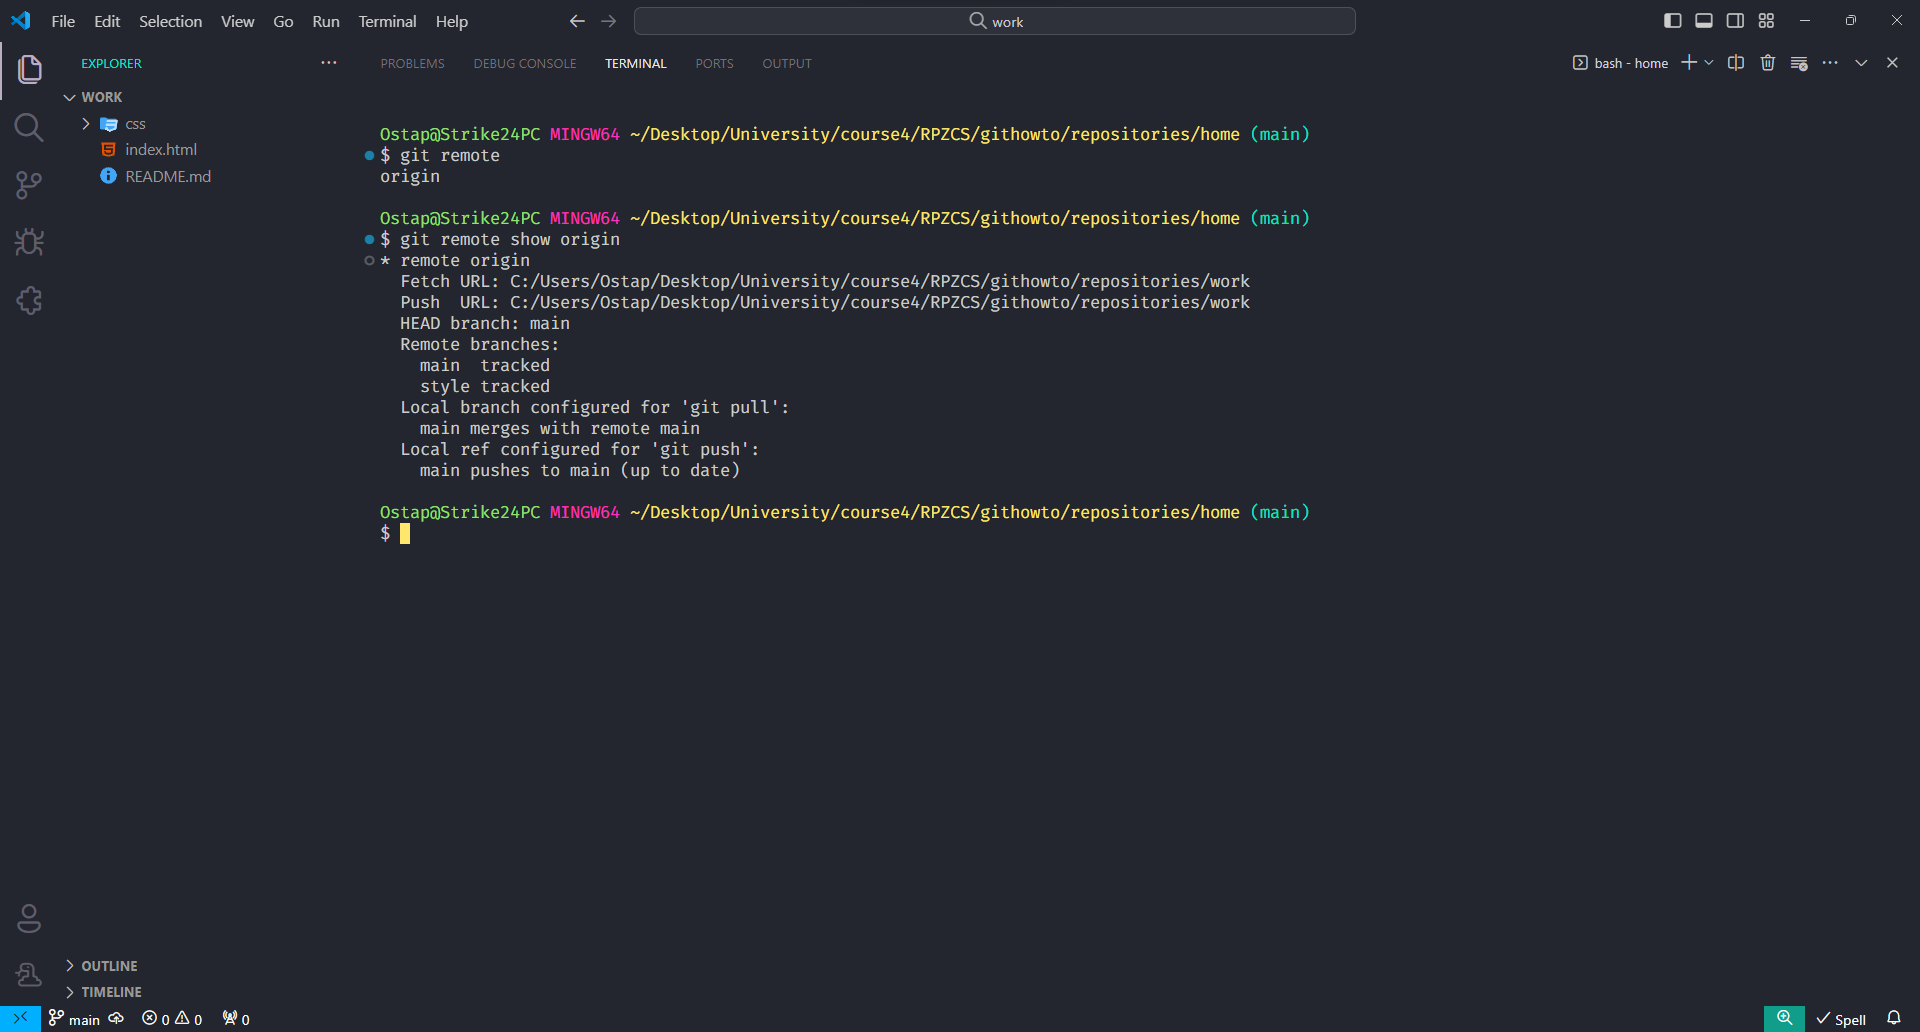 File Edit Selection View Go Run Terminal Help
work
EXPLORER
PROBLEMS DEBUG CONSOLE TERMINAL PORTS OUTPUT
bash - home
WORK
css
index.html
README.md
Ostap@Strike24PC MINGW64 ~/Desktop/University/course4/RPZCS/githowto/repositories/home (main)
$ git remote
origin
Ostap@Strike24PC MINGW64 ~/Desktop/University/course4/RPZCS/githowto/repositories/home (main)
$ git remote show origin
* remote origin
Fetch URL: C:/Users/Ostap/Desktop/University/course4/RPZCS/githowto/repositories/work
Push  URL: C:/Users/Ostap/Desktop/University/course4/RPZCS/githowto/repositories/work
HEAD branch: main
Remote branches:
main  tracked
style tracked
Local branch configured for 'git pull':
main merges with remote main
Local ref configured for 'git push':
main pushes to main (up to date)
Ostap@Strike24PC MINGW64 ~/Desktop/University/course4/RPZCS/githowto/repositories/home (main)
$
OUTLINE
TIMELINE
main 0 0 0 Spell